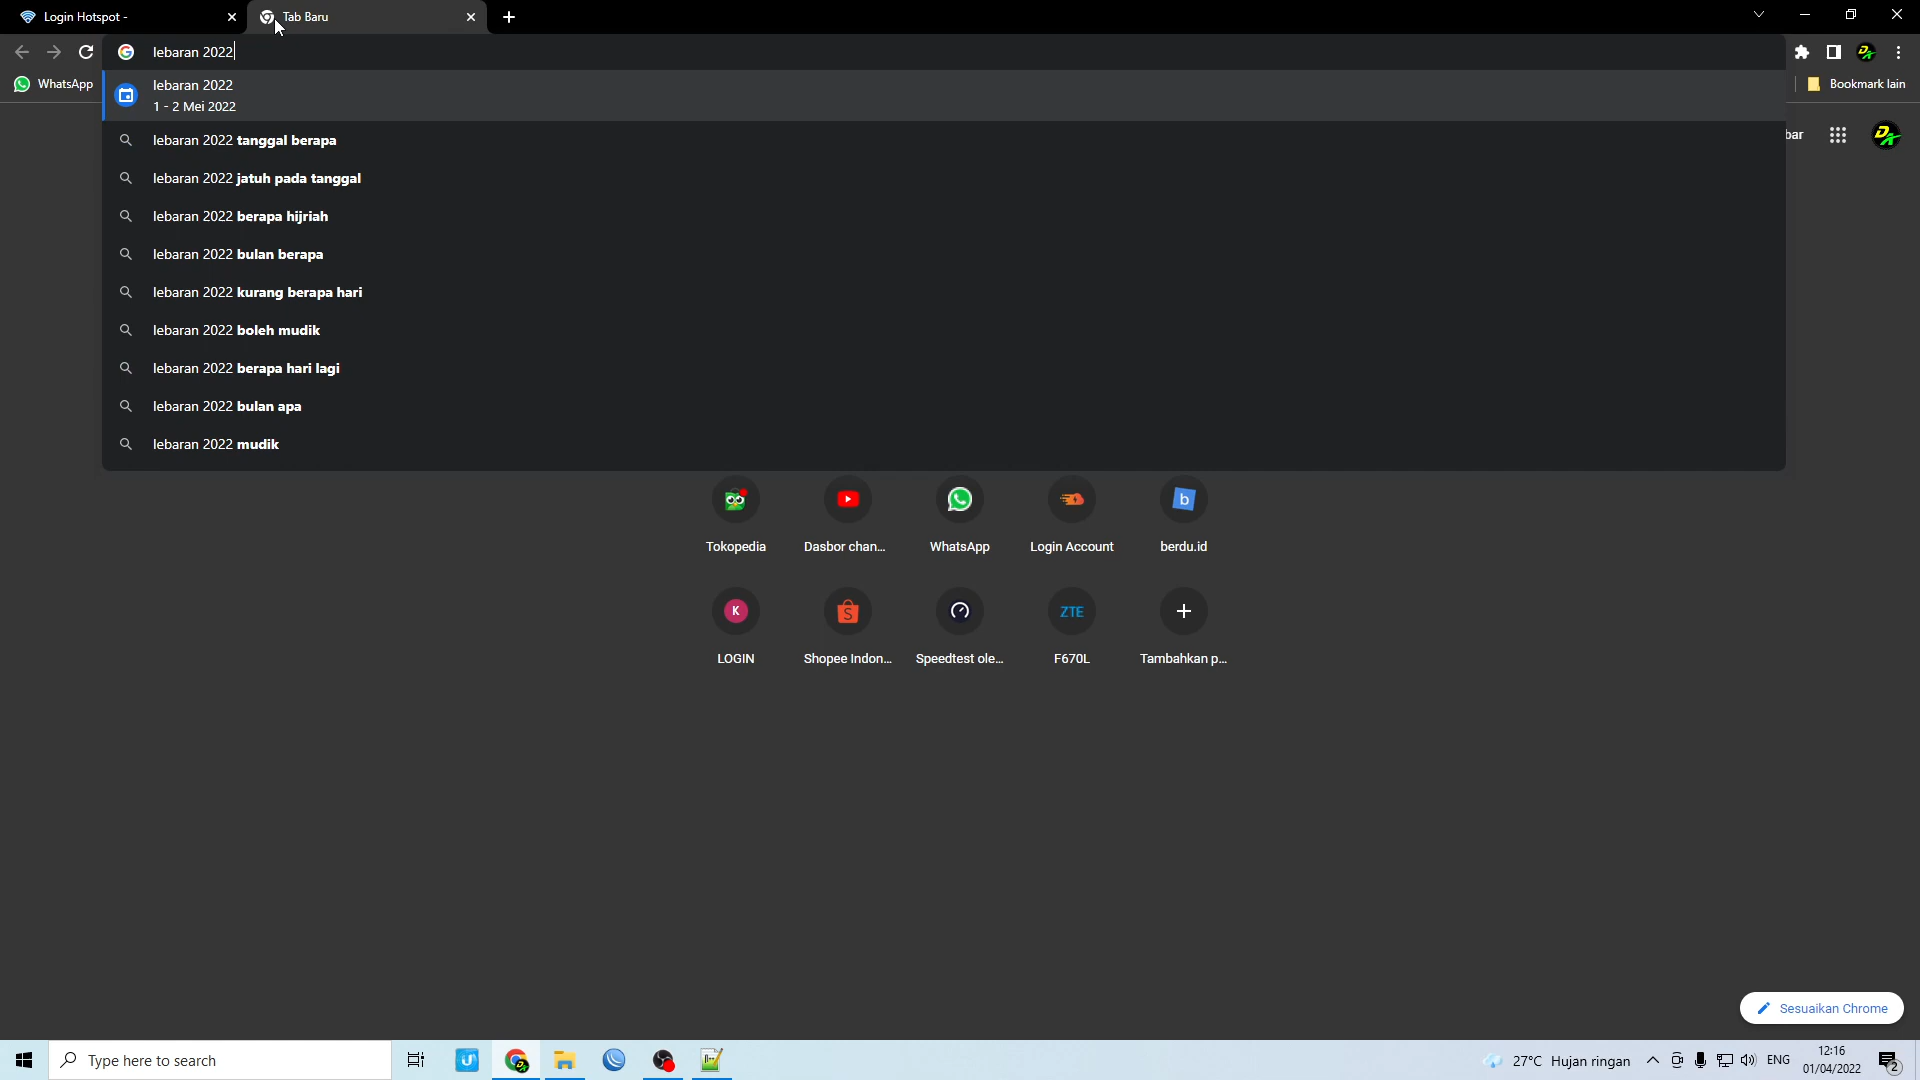 Login Hotspot -
Tab Baru
lebaran 2022
WhatsApp
Bookmark lain
lebaran 2022
1 - 2 Mei 2022
lebaran 2022 tanggal berapa
lebaran 2022 jatuh pada tanggal
lebaran 2022 berapa hijriah
lebaran 2022 bulan berapa
lebaran 2022 kurang berapa hari
lebaran 2022 boleh mudik
lebaran 2022 berapa hari lagi
lebaran 2022 bulan apa
lebaran 2022 mudik
bar
Tokopedia
Dasbor chan...
WhatsApp
Login Account
b
berdu.id
K
LOGIN
S
Shopee Indon...
Speedtest ole...
ZTE
F670L
Tambahkan p...
Sesuaikan Chrome
Type here to search
27°C Hujan ringan
ENG
12:16
01/04/2022
2